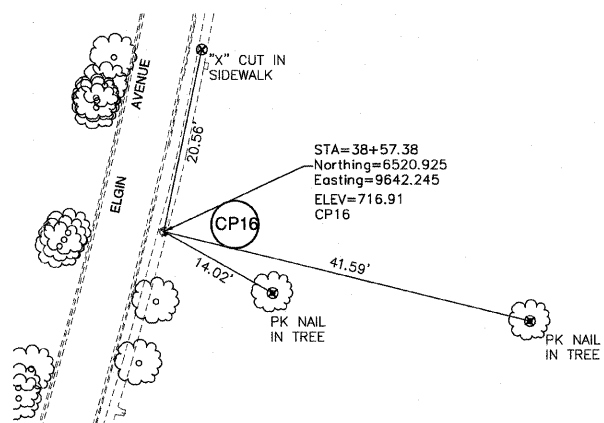 "X" CUT IN
SIDEWALK
AVENUE
ELGIN
20.56'
STA=38+57.38
Northing=6520.925
Easting=9642.245
ELEV=716.91
CP16
CP16
14.02'
41.59'
PK NAIL
IN TREE
PK NAIL
IN TREE